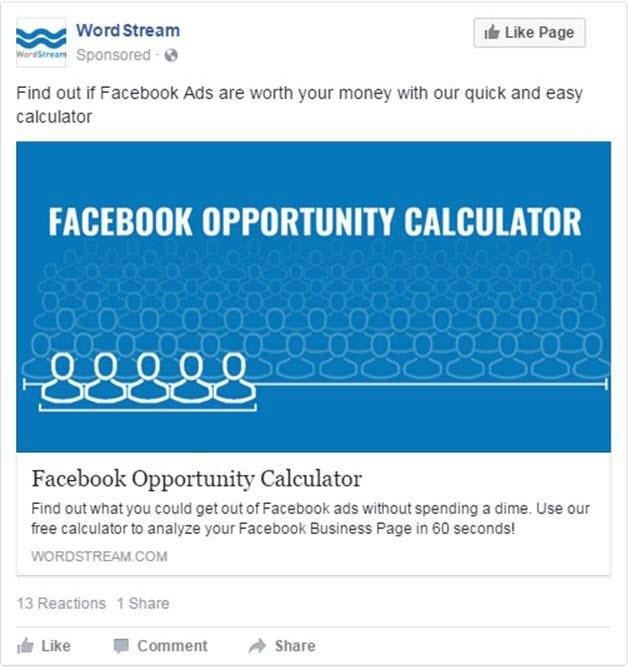 WordStream
WordStream
Sponsored ·
Like Page
Find out if Facebook Ads are worth your money with our quick and easy
calculator
FACEBOOK OPPORTUNITY CALCULATOR
Facebook Opportunity Calculator
Find out what you could get out of Facebook ads without spending a dime. Use our
free calculator to analyze your Facebook Business Page in 60 seconds!
WORDSTREAM.COM
13 Reactions 1 Share
Like Comment Share